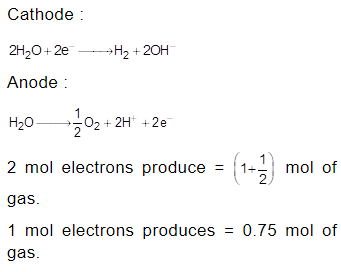 Cathode :
2H₂O + 2e⁻ ⟶ H₂ + 2OH⁻
Anode :
H₂O ⟶ 1/2 O₂ + 2H⁺ + 2e⁻
2 mol electrons produce = (1+1/2) mol of
gas.
1 mol electrons produces = 0.75 mol of
gas.